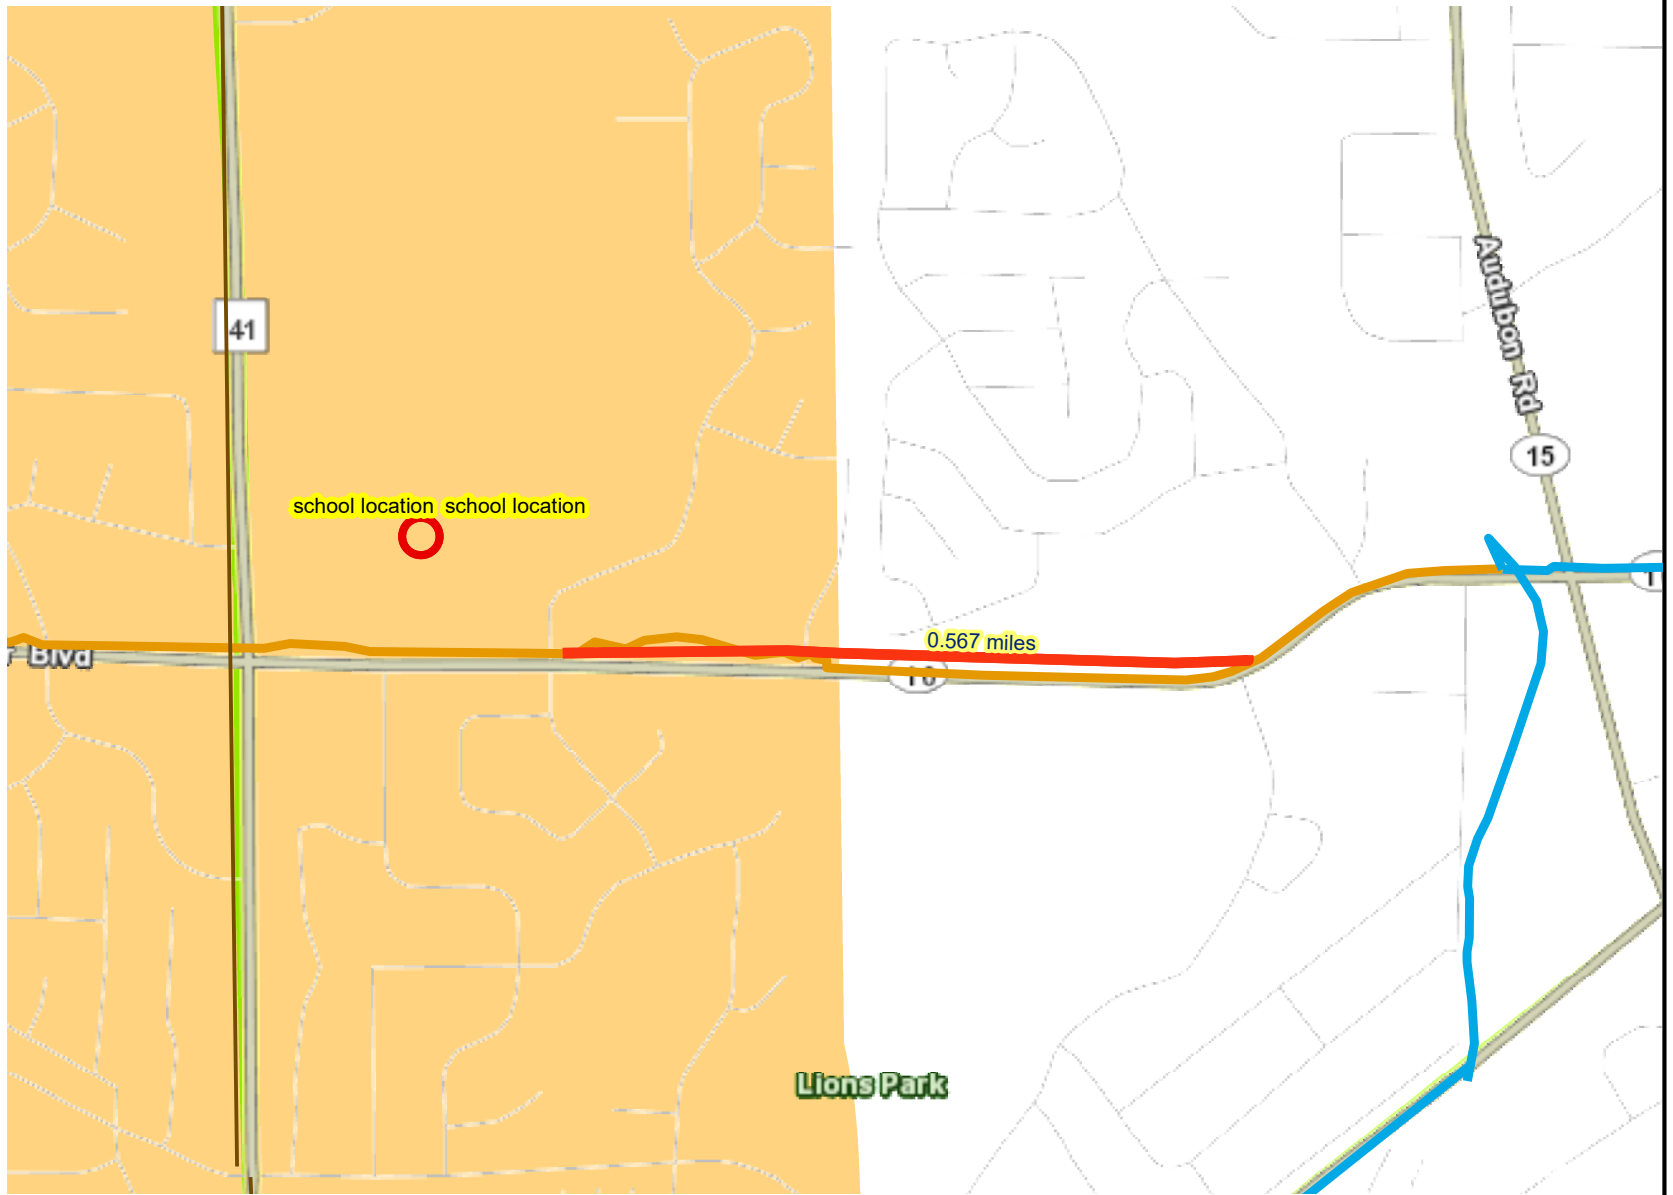 Audubon Rd
41
15
school location school location
0.567 miles
Blvd
Lions Park